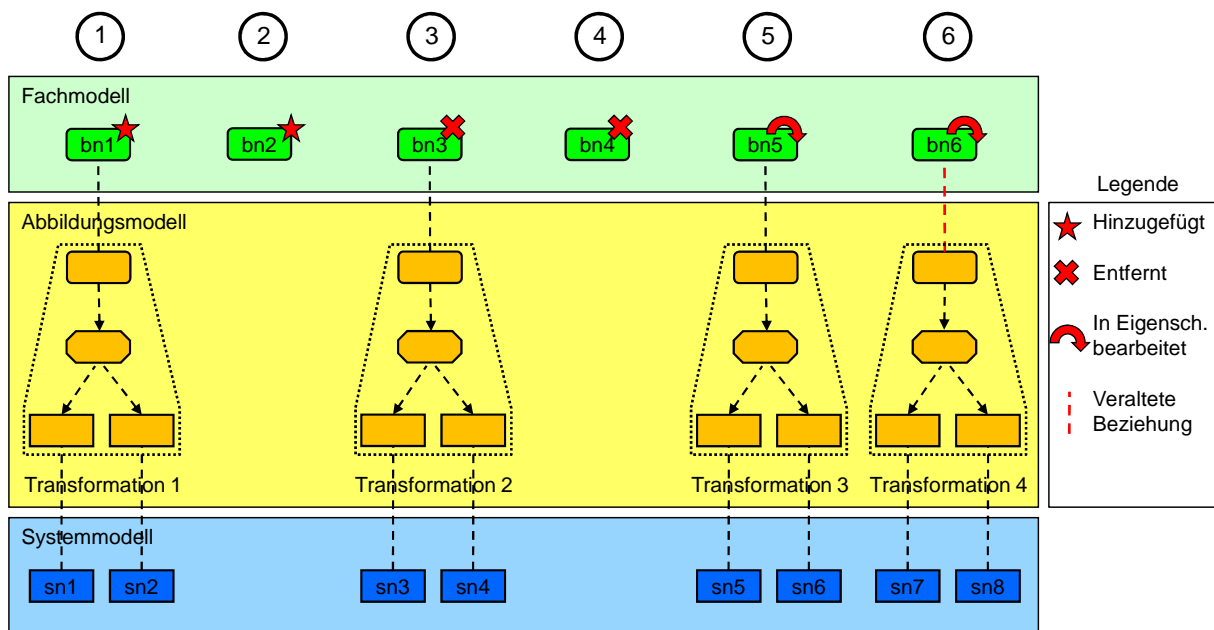 1 2 3 4 5 6
Fachmodell
bn1 bn2 bn3 bn4 bn5 bn6
Abbildungsmodell
Transformation 1 Transformation 2 Transformation 3 Transformation 4
Systemmodell
sn1 sn2 sn3 sn4 sn5 sn6 sn7 sn8
Legende
Hinzugefügt
Entfernt
In Eigensch.
bearbeitet
Veraltete
Beziehung